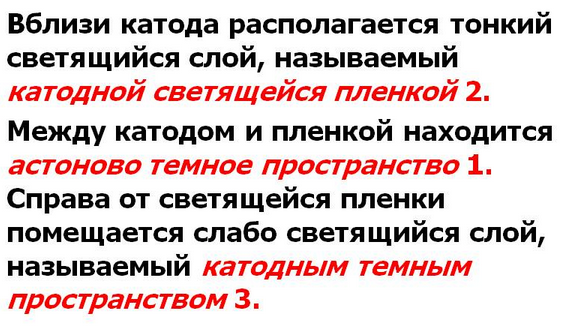 Вблизи катода располагается тонкий
светящийся слой, называемый
катодной светящейся пленкой 2.
Между катодом и пленкой находится
астоново темное пространство 1.
Справа от светящейся пленки
помещается слабо светящийся слой,
называемый катодным темным
пространством 3.